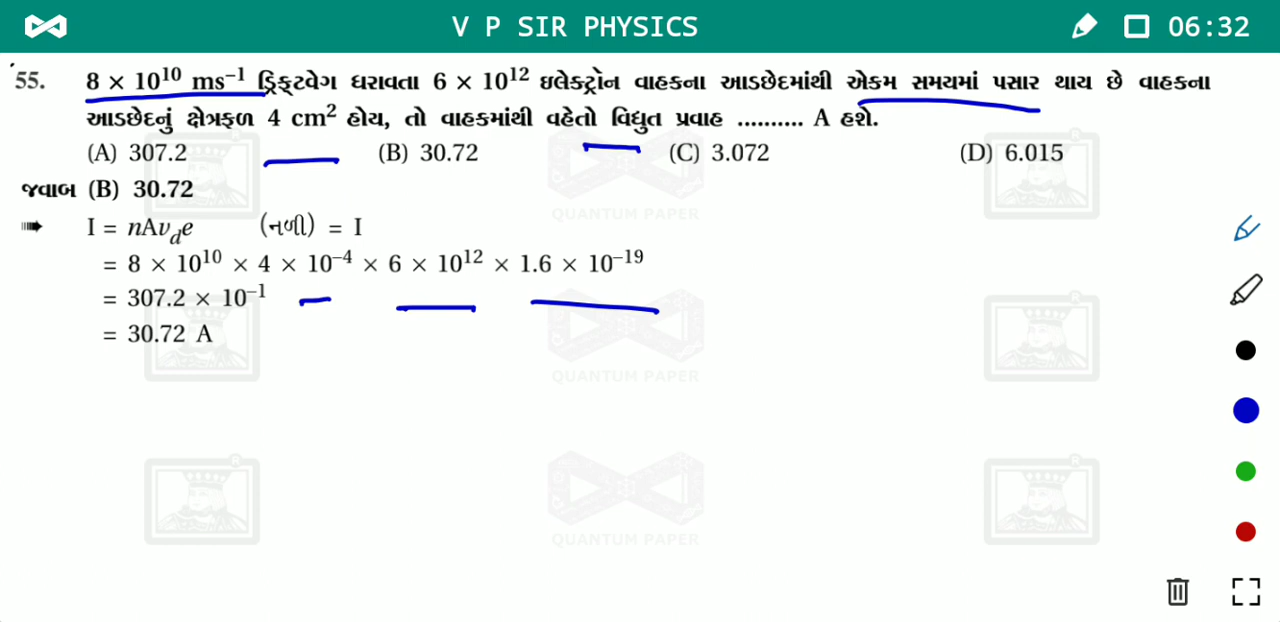 V P SIR PHYSICS 06:32
55. 8 × 10¹⁰ ms⁻¹ ડ્રિફ્ટવેગ ધરાવતા 6 × 10¹² ઇલેક્ટ્રોન વાહકના આડછેદમાંથી એકમ સમયમાં પસાર થાય છે વાહકના
આડછેદનું ક્ષેત્રફળ 4 cm² હોય, તો વાહકમાંથી વહેતો વિધુત પ્રવાહ .......... A હશે.
(A) 307.2 (B) 30.72 (C) 3.072 (D) 6.015
જવાબ (B) 30.72
➠ I = nAv_d e (નળી) = I
= 8 × 10¹⁰ × 4 × 10⁻⁴ × 6 × 10¹² × 1.6 × 10⁻¹⁹
= 307.2 × 10⁻¹
= 30.72 A
QUANTUM PAPER
QUANTUM PAPER
QUANTUM PAPER